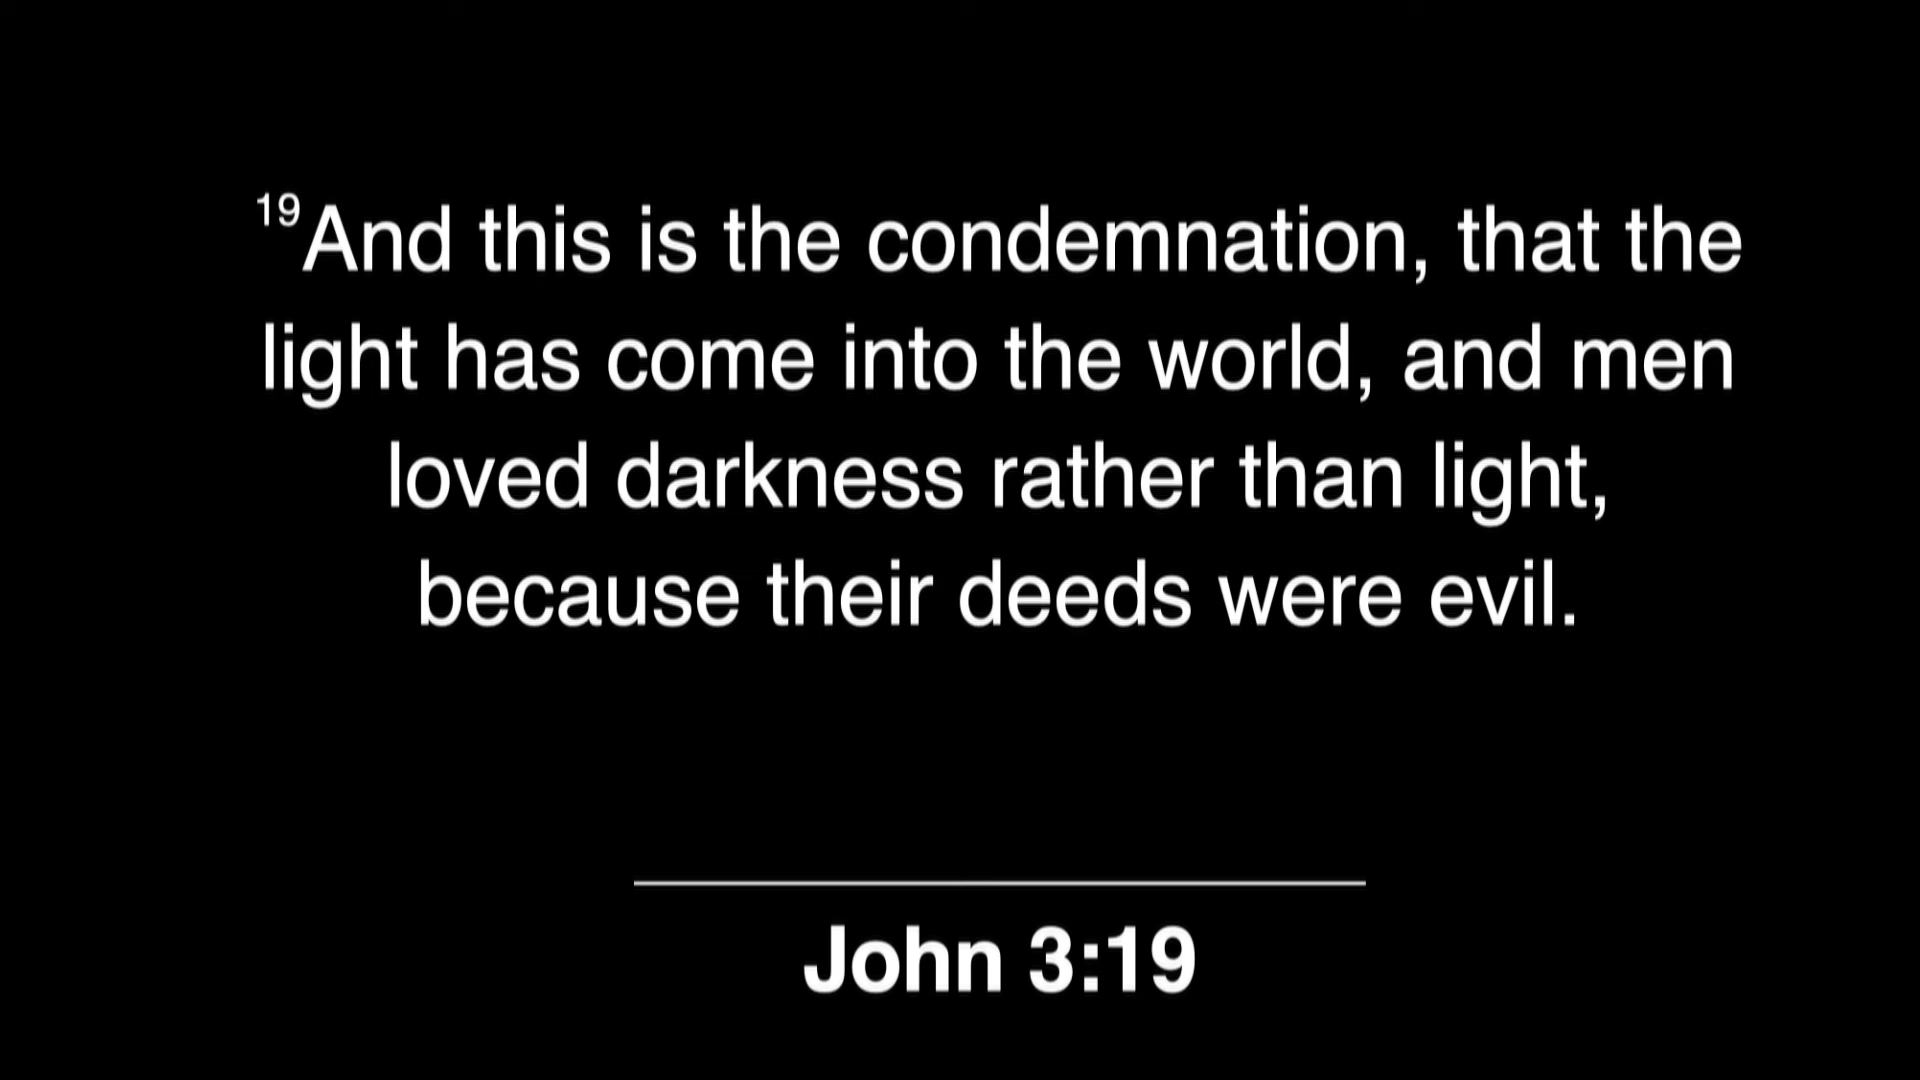 19And this is the condemnation, that the
light has come into the world, and men
loved darkness rather than light,
because their deeds were evil.
John 3:19